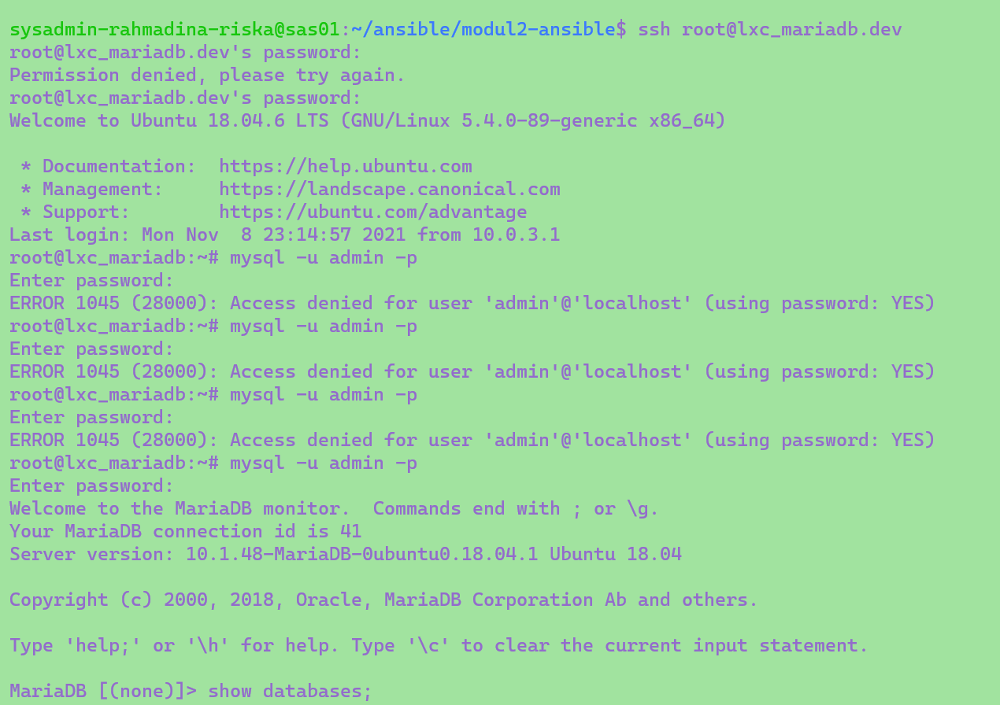 sysadmin-rahmadina-riska@sas01:~/ansible/modul2-ansible$ ssh root@lxc_mariadb.dev
root@lxc_mariadb.dev's password:
Permission denied, please try again.
root@lxc_mariadb.dev's password:
Welcome to Ubuntu 18.04.6 LTS (GNU/Linux 5.4.0-89-generic x86_64)

 * Documentation:  https://help.ubuntu.com
 * Management:     https://landscape.canonical.com
 * Support:        https://ubuntu.com/advantage
Last login: Mon Nov  8 23:14:57 2021 from 10.0.3.1
root@lxc_mariadb:~# mysql -u admin -p
Enter password:
ERROR 1045 (28000): Access denied for user 'admin'@'localhost' (using password: YES)
root@lxc_mariadb:~# mysql -u admin -p
Enter password:
ERROR 1045 (28000): Access denied for user 'admin'@'localhost' (using password: YES)
root@lxc_mariadb:~# mysql -u admin -p
Enter password:
ERROR 1045 (28000): Access denied for user 'admin'@'localhost' (using password: YES)
root@lxc_mariadb:~# mysql -u admin -p
Enter password:
Welcome to the MariaDB monitor.  Commands end with ; or \g.
Your MariaDB connection id is 41
Server version: 10.1.48-MariaDB-0ubuntu0.18.04.1 Ubuntu 18.04

Copyright (c) 2000, 2018, Oracle, MariaDB Corporation Ab and others.

Type 'help;' or '\h' for help. Type '\c' to clear the current input statement.

MariaDB [(none)]> show databases;